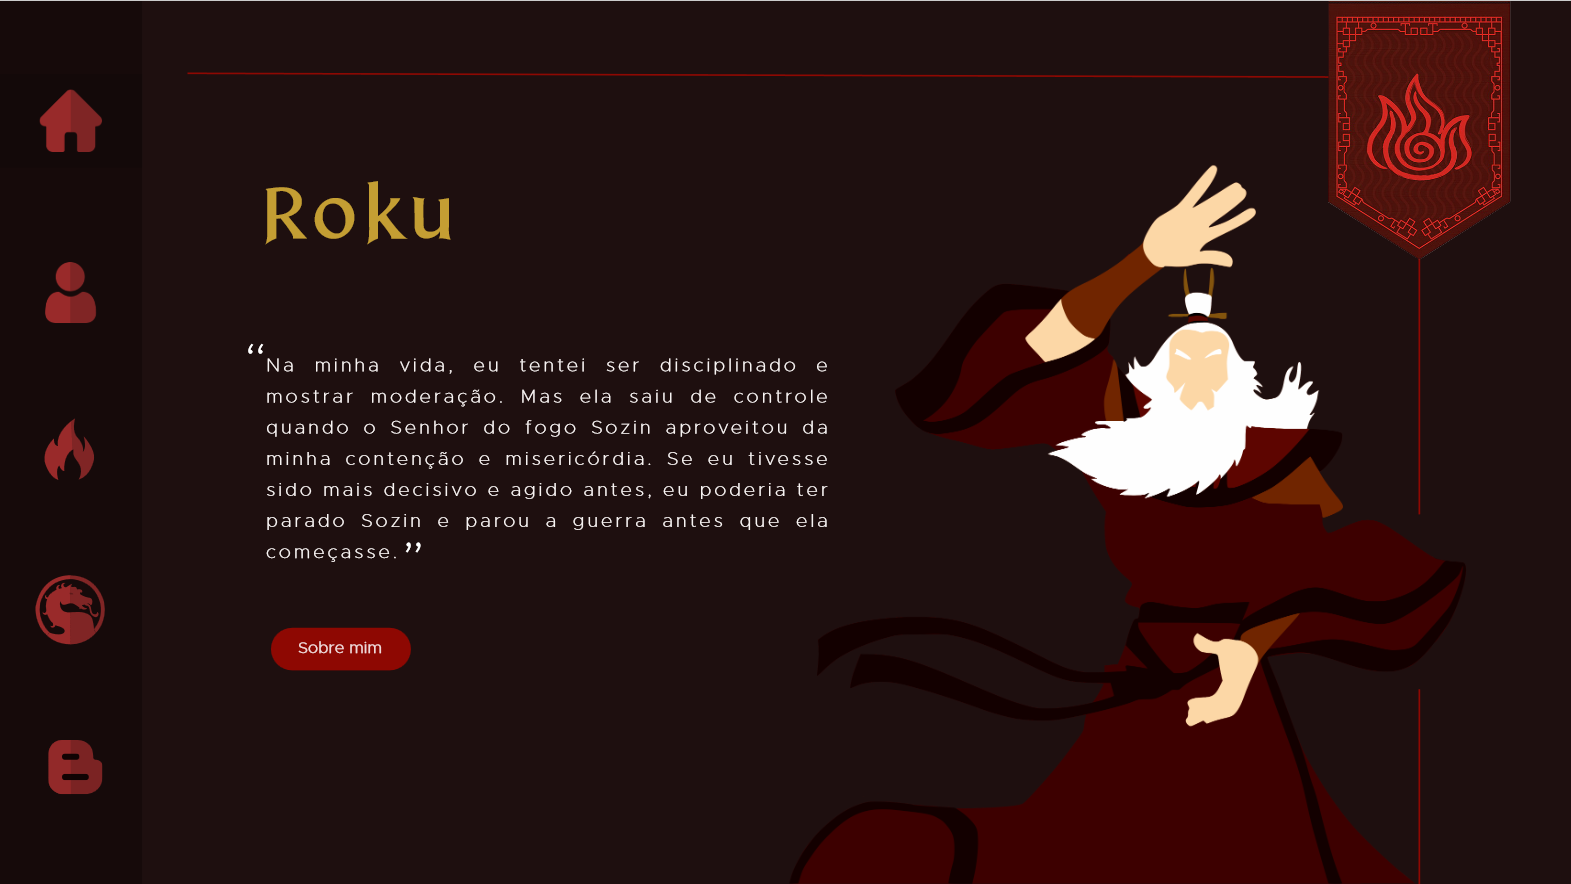 Roku
“Na minha vida, eu tentei ser disciplinado e
mostrar moderação. Mas ela saiu de controle
quando o Senhor do fogo Sozin aproveitou da
minha contenção e misericórdia. Se eu tivesse
sido mais decisivo e agido antes, eu poderia ter
parado Sozin e parou a guerra antes que ela
começasse.”
Sobre mim